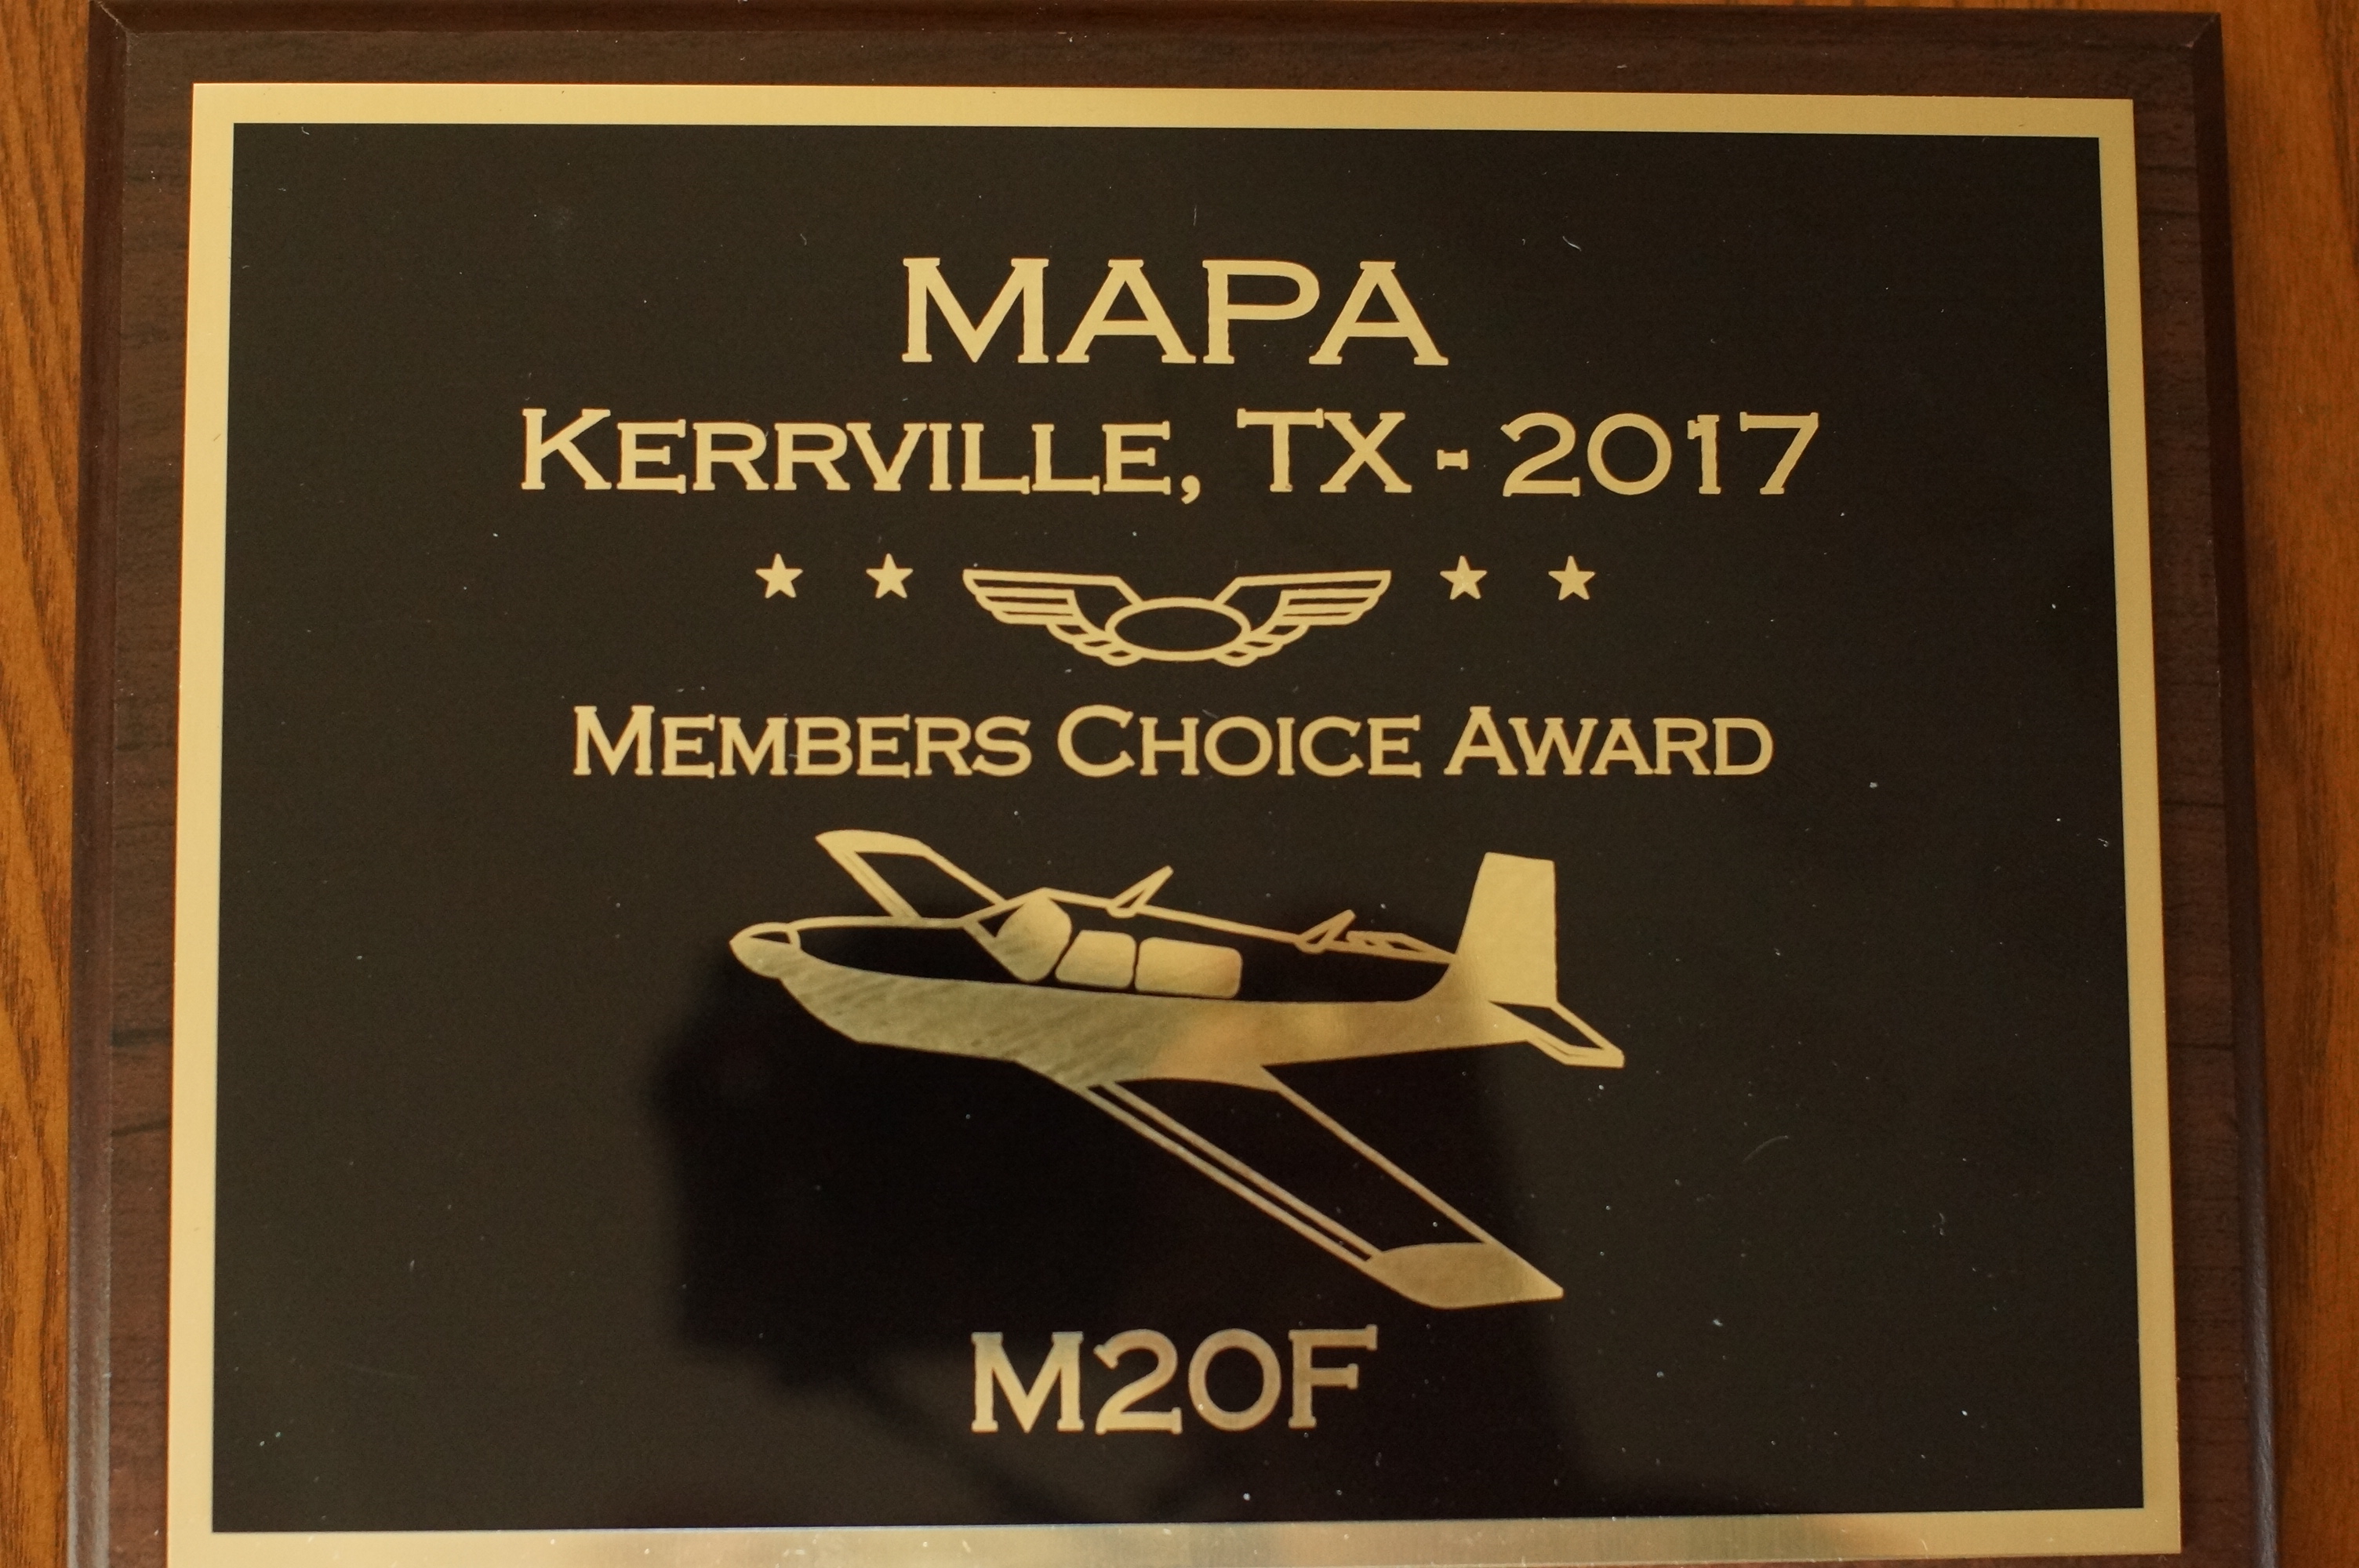 MAPA
KERRVILLE, TX - 2017
MEMBERS CHOICE AWARD
M20F